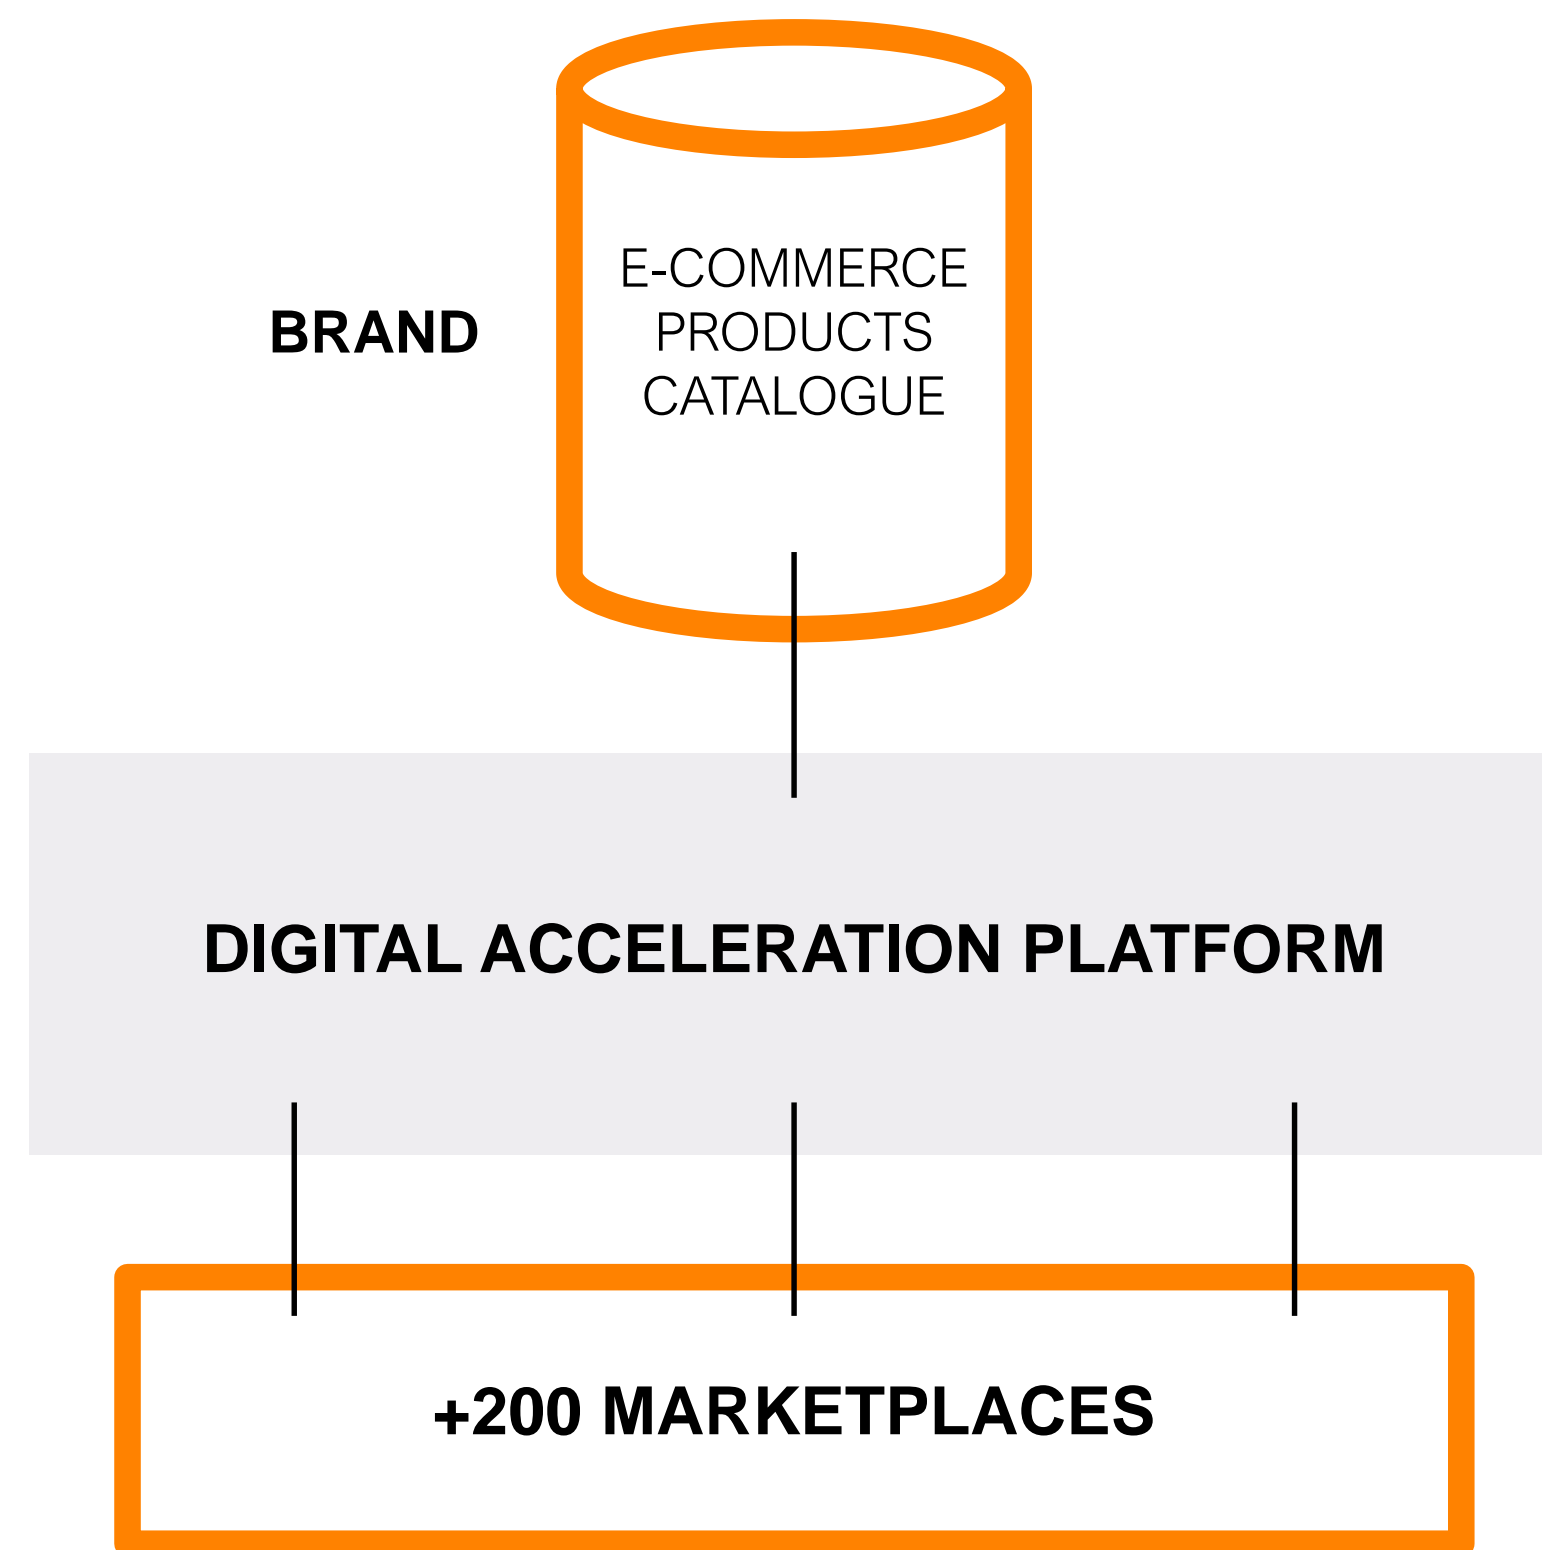 BRAND
E-COMMERCE
PRODUCTS
CATALOGUE
DIGITAL ACCELERATION PLATFORM
+200 MARKETPLACES